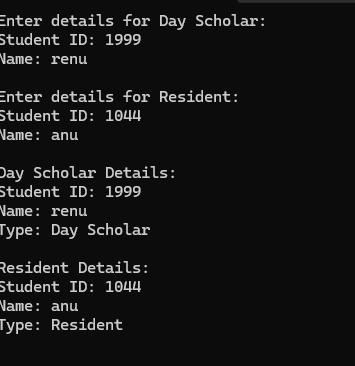 Enter details for Day Scholar:
Student ID: 1999
Name: renu
Enter details for Resident:
Student ID: 1044
Name: anu
Day Scholar Details:
Student ID: 1999
Name: renu
Type: Day Scholar
Resident Details:
Student ID: 1044
Name: anu
Type: Resident